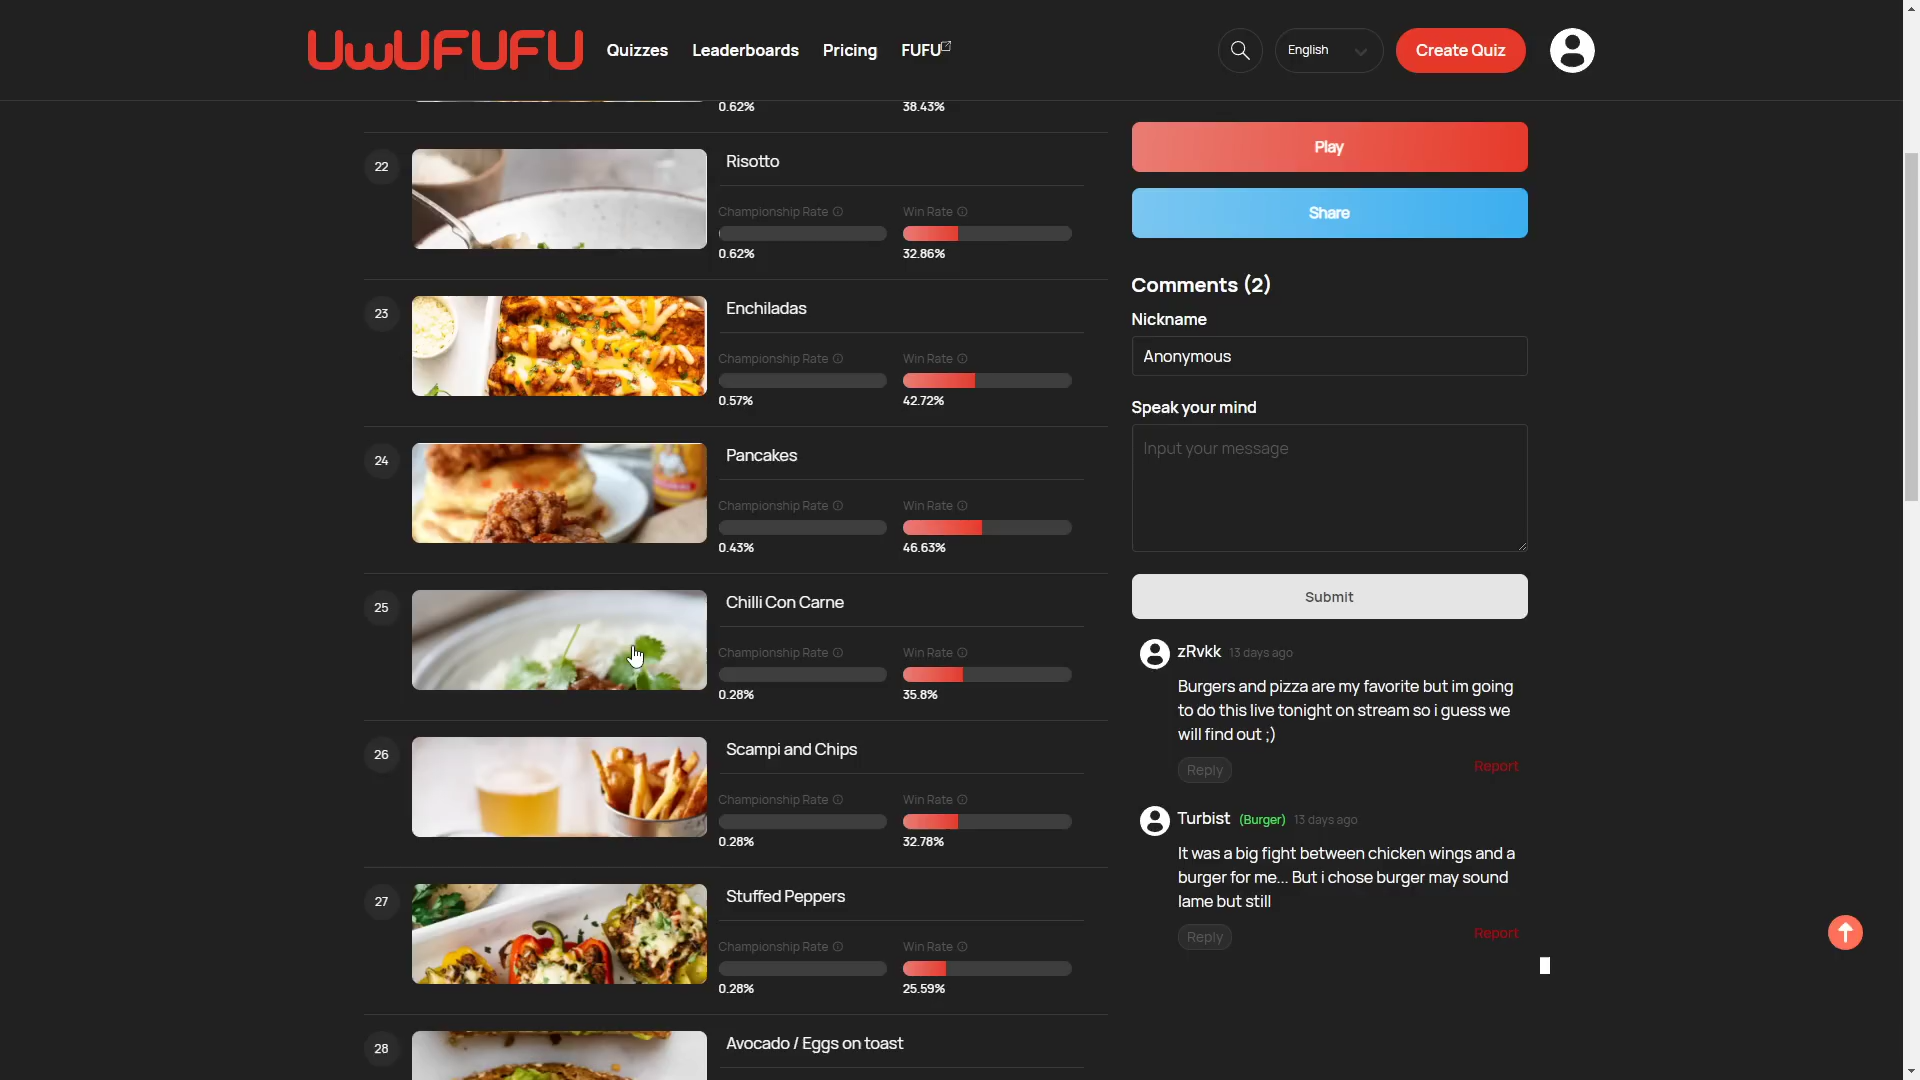 UwUFUFU
Quizzes
Leaderboards
Pricing
FUFU
English
Create Quiz
0.62%
38.43%
22
Risotto
Championship Rate
Win Rate
0.62%
32.86%
23
Enchiladas
Championship Rate
Win Rate
0.57%
42.72%
24
Pancakes
Championship Rate
Win Rate
0.43%
46.63%
25
Chilli Con Carne
Championship Rate
Win Rate
0.28%
35.8%
26
Scampi and Chips
Championship Rate
Win Rate
0.28%
32.78%
27
Stuffed Peppers
Championship Rate
Win Rate
0.28%
25.59%
28
Avocado / Eggs on toast
Play
Share
Comments (2)
Nickname
Anonymous
Speak your mind
Input your message
Submit
zRvkk 13 days ago
Burgers and pizza are my favorite but im going
to do this live tonight on stream so i guess we
will find out ;)
Reply
Report
Turbist (Burger) 13 days ago
It was a big fight between chicken wings and a
burger for me... But i chose burger may sound
lame but still
Reply
Report